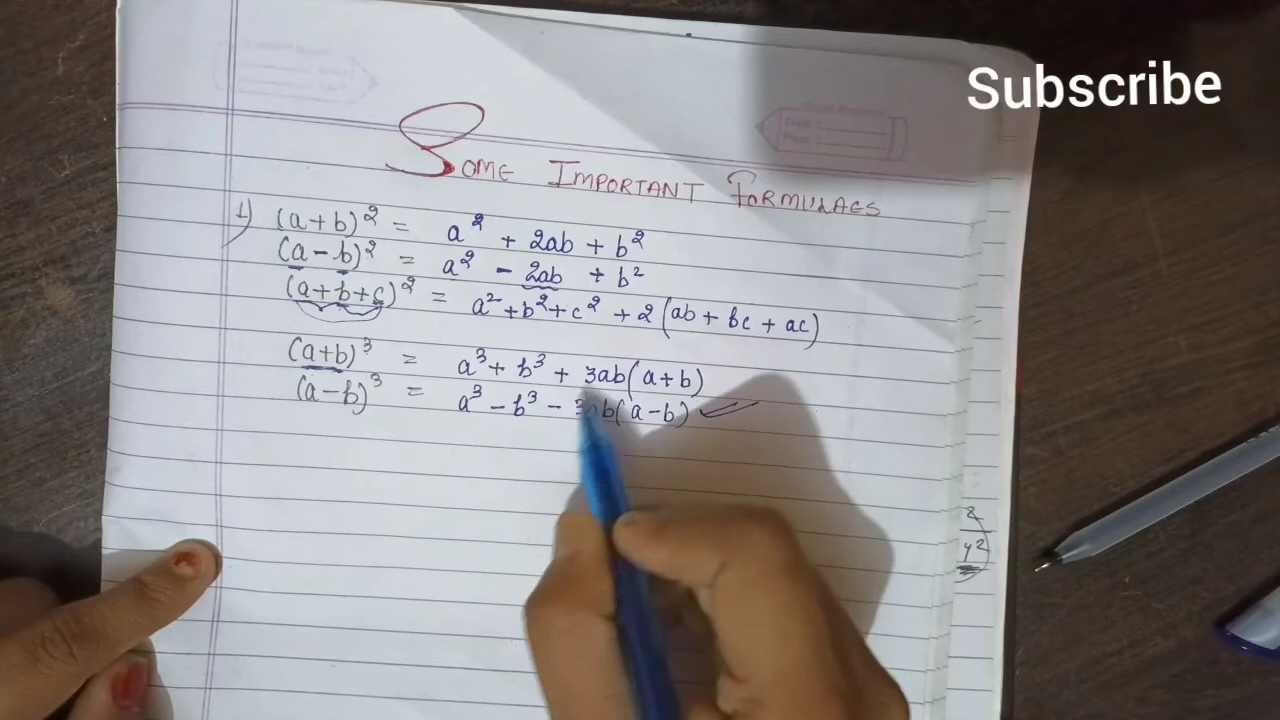 Subscribe
SOME IMPORTANT FORMULAES
1) (a+b)² = a² + 2ab + b²
(a-b)² = a² - 2ab + b²
(a+b+c)² = a²+b²+c² + 2(ab+bc+ac)
(a+b)³ = a³+b³+3ab(a+b)
(a-b)³ = a³-b³-3ab(a-b)
y²